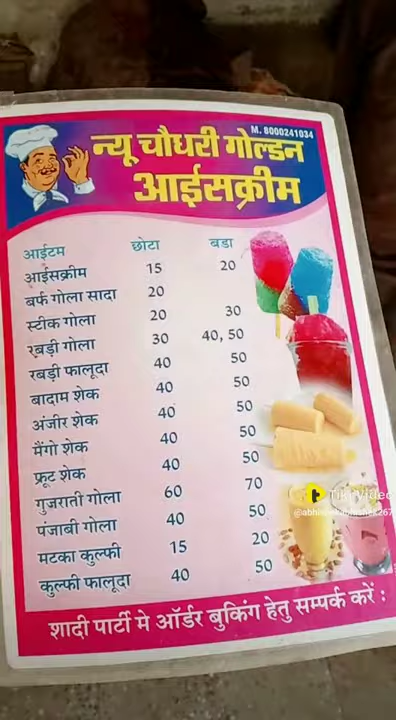 M. 8000241034
न्यू चौधरी गोल्डन
आईसक्रीम
आईटम छोटा बडा
आईसक्रीम 15 20
बर्फ गोला सादा 20
स्टीक गोला 20 30
रबड़ी गोला 30 40, 50
रबड़ी फालूदा 40 50
बादाम शेक 40 50
अंजीर शेक 40 50
मैंगो शेक 40 50
फ्रूट शेक 40 50
गुजराती गोला 60 70
पंजाबी गोला 40 50
मटका कुल्फी 15 20
कुल्फी फालूदा 40 50
शादी पार्टी मे ऑर्डर बुकिंग हेतु सम्पर्क करें :